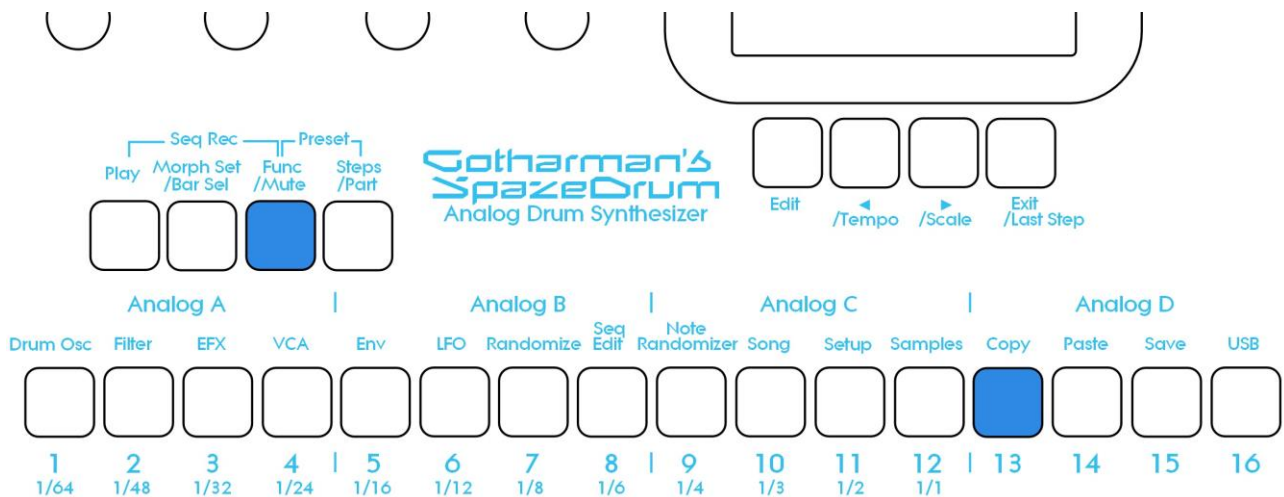 Seq Rec Preset
Play Morph Set /Bar Sel Func /Mute Steps /Part
Gotharman's
SpazeDrum
Analog Drum Synthesizer
Edit ◄ /Tempo ► /Scale Exit /Last Step
Analog A | Analog B | Analog C | Analog D
Drum Osc Filter EFX VCA Env LFO Randomize Seq Edit Note Randomizer Song Setup Samples Copy Paste Save USB
1 2 3 4 | 5 6 7 8 | 9 10 11 12 | 13 14 15 16
1/64 1/48 1/32 1/24 1/16 1/12 1/8 1/6 1/4 1/3 1/2 1/1